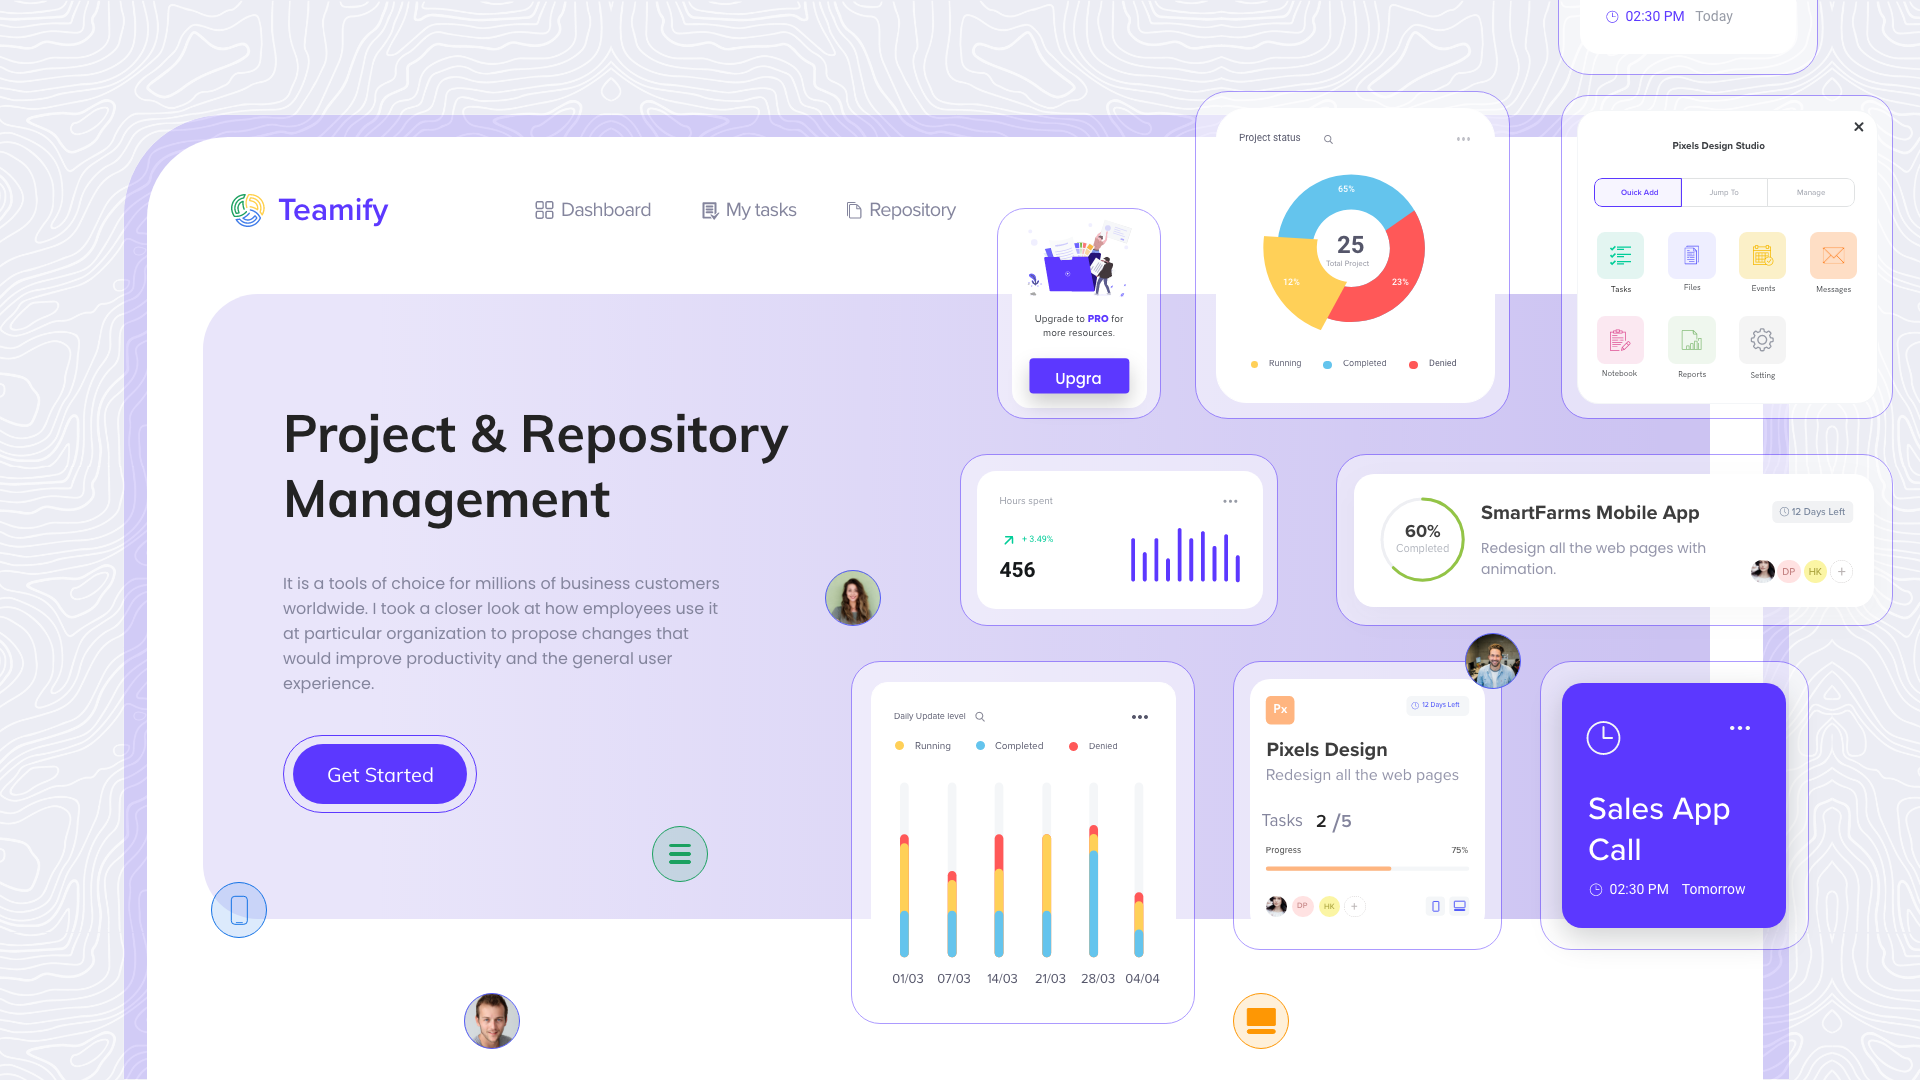 02:30 PM Today
Teamify
Dashboard
My tasks
Repository
Project & Repository
Management
It is a tools of choice for millions of business customers
worldwide. I took a closer look at how employees use it
at particular organization to propose changes that
would improve productivity and the general user
experience.
Get Started
Upgrade to PRO for
more resources.
Upgra
Project status
65%
25
Total Project
12%
23%
Running
Completed
Denied
Pixels Design Studio
Quick Add
Jump To
Manage
Tasks
Files
Events
Messages
Notebook
Reports
Setting
Hours spent
+ 3.49%
456
60%
Completed
SmartFarms Mobile App
Redesign all the web pages with
animation.
12 Days Left
DP
HK
+
Daily Update level
Running
Completed
Denied
01/03
07/03
14/03
21/03
28/03
04/04
Px
12 Days Left
Pixels Design
Redesign all the web pages
Tasks 2 /5
Progress
75%
DP
HK
+
Sales App
Call
02:30 PM Tomorrow